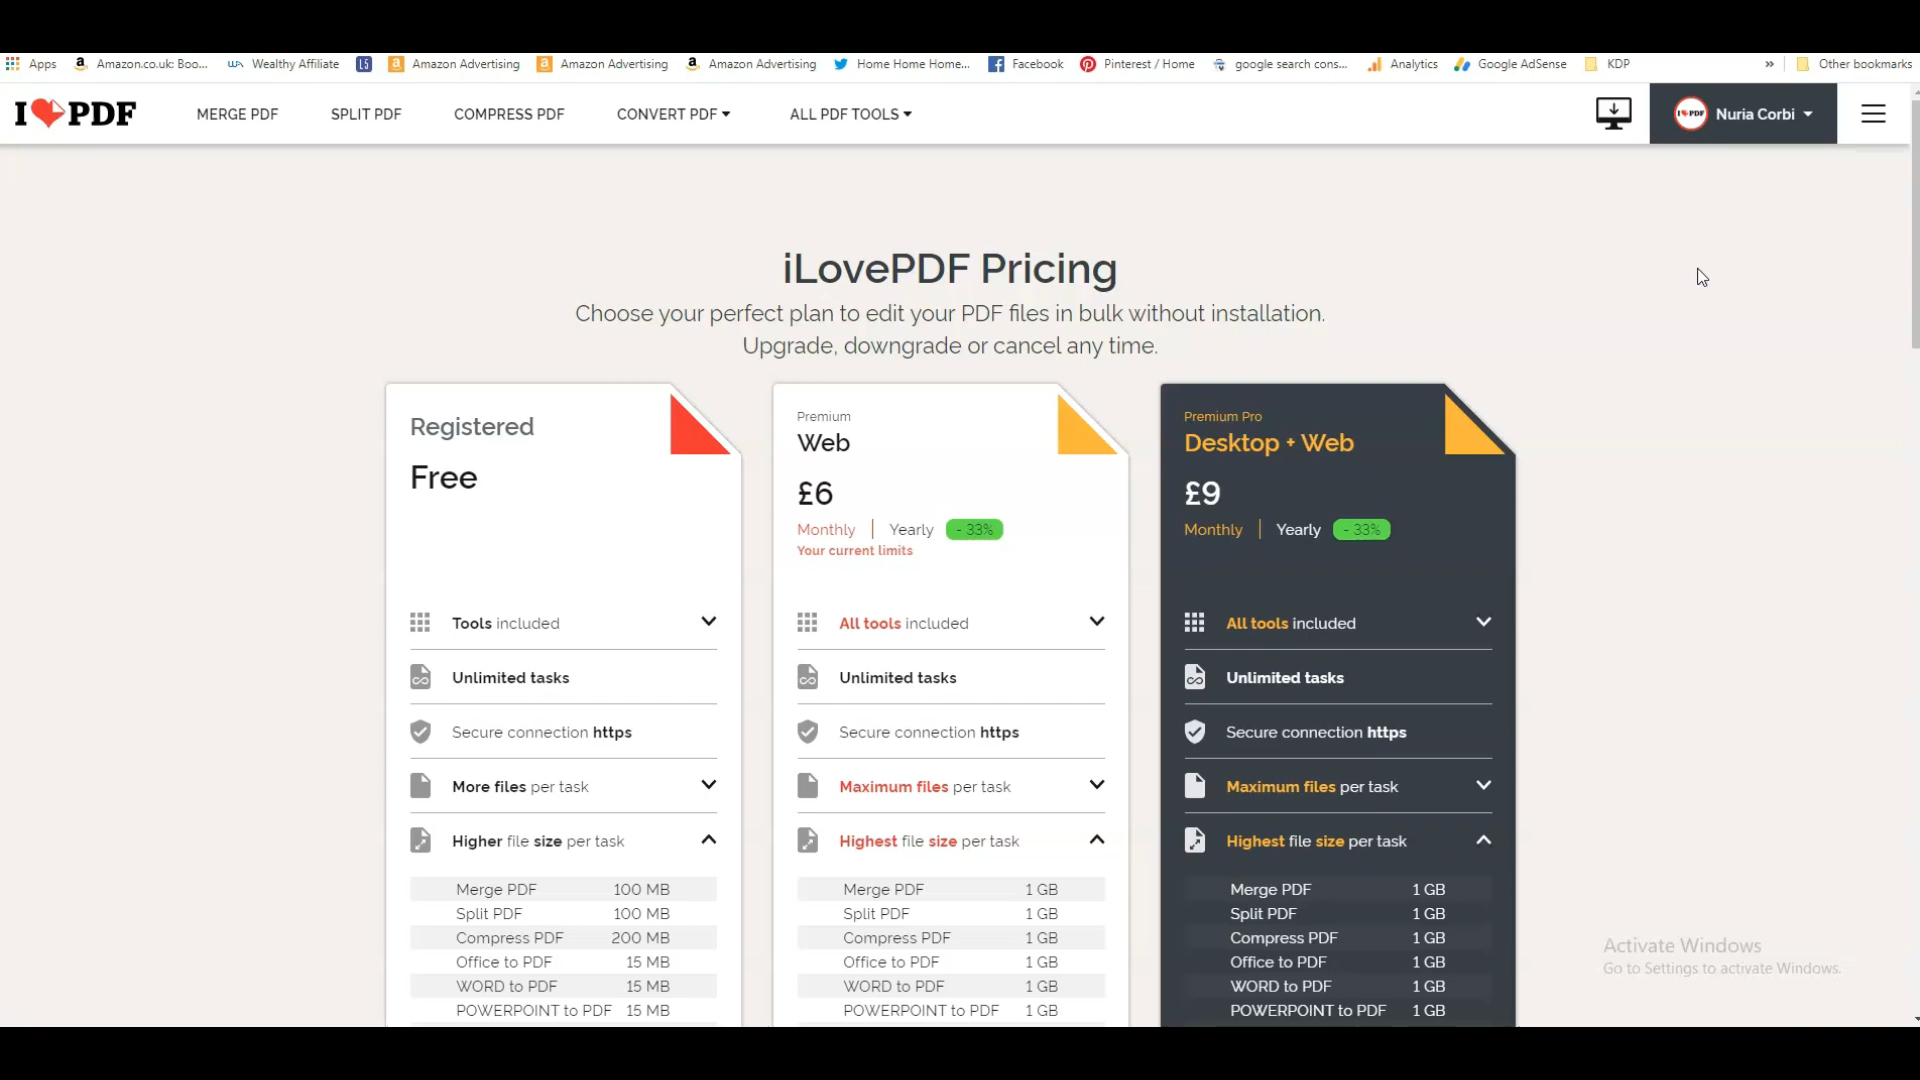 Apps Amazon.co.uk: Boo... Wealthy Affiliate Amazon Advertising Amazon Advertising Amazon Advertising Home Home Home... Facebook Pinterest / Home google search cons... Analytics Google AdSense KDP » Other bookmarks
I PDF MERGE PDF SPLIT PDF COMPRESS PDF CONVERT PDF ALL PDF TOOLS Nuria Corbi
iLovePDF Pricing
Choose your perfect plan to edit your PDF files in bulk without installation.
Upgrade, downgrade or cancel any time.
Registered
Free
Tools included
Unlimited tasks
Secure connection https
More files per task
Higher file size per task
Merge PDF 100 MB
Split PDF 100 MB
Compress PDF 200 MB
Office to PDF 15 MB
WORD to PDF 15 MB
POWERPOINT to PDF 15 MB
Premium
Web
£6
Monthly | Yearly - 33%
Your current limits
All tools included
Unlimited tasks
Secure connection https
Maximum files per task
Highest file size per task
Merge PDF 1 GB
Split PDF 1 GB
Compress PDF 1 GB
Office to PDF 1 GB
WORD to PDF 1 GB
POWERPOINT to PDF 1 GB
Premium Pro
Desktop + Web
£9
Monthly | Yearly - 33%
All tools included
Unlimited tasks
Secure connection https
Maximum files per task
Highest file size per task
Merge PDF 1 GB
Split PDF 1 GB
Compress PDF 1 GB
Office to PDF 1 GB
WORD to PDF 1 GB
POWERPOINT to PDF 1 GB
Activate Windows
Go to Settings to activate Windows.